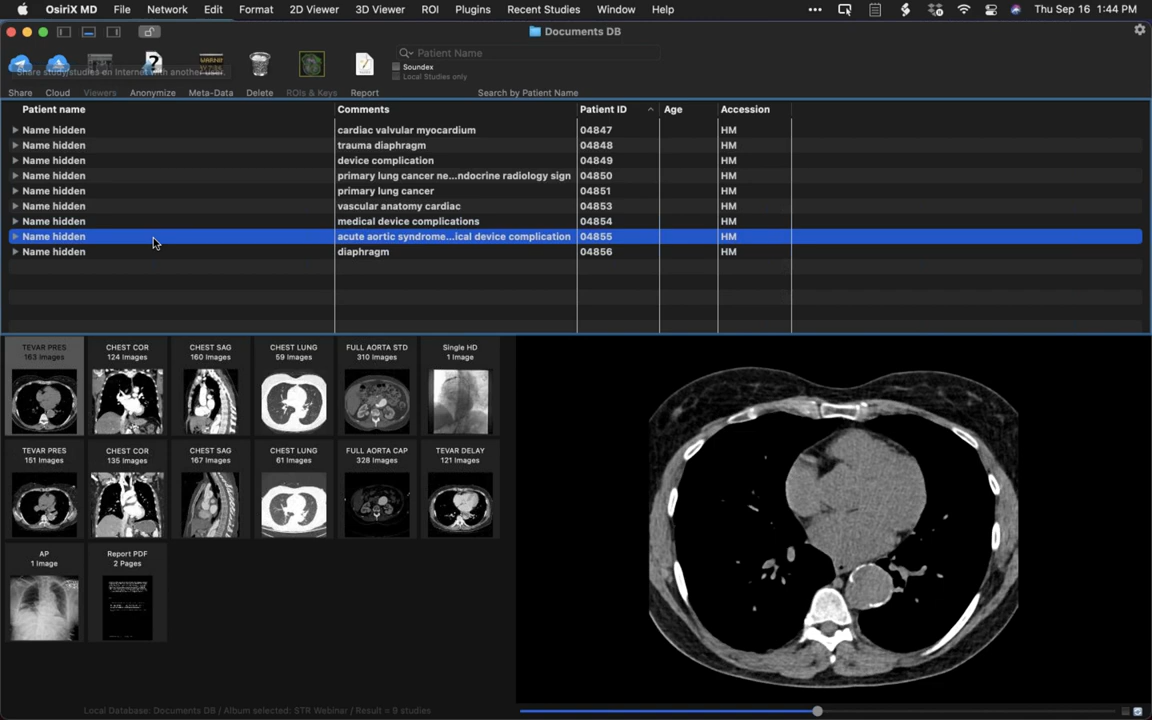 OsiriX MD File Network Edit Format 2D Viewer 3D Viewer ROI Plugins Recent Studies Window Help Thu Sep 16 1:44 PM
Documents DB
Patient Name
Soundex
Local Studies only
Share study/studies on Internet with another user.
Share Cloud Viewers Anonymize Meta-Data Delete ROIs & Keys Report Search by Patient Name
Patient name Comments Patient ID Age Accession
Name hidden cardiac valvular myocardium 04847 HM
Name hidden trauma diaphragm 04848 HM
Name hidden device complication 04849 HM
Name hidden primary lung cancer ne...ndocrine radiology sign 04850 HM
Name hidden primary lung cancer 04851 HM
Name hidden vascular anatomy cardiac 04853 HM
Name hidden medical device complications 04854 HM
Name hidden acute aortic syndrome...ical device complication 04855 HM
Name hidden diaphragm 04856 HM
TEVAR PRES CHEST COR CHEST SAG CHEST LUNG FULL AORTA STD Single HD
163 Images 124 Images 160 Images 59 Images 310 Images 1 Image
TEVAR PRES CHEST COR CHEST SAG CHEST LUNG FULL AORTA CAP TEVAR DELAY
151 Images 135 Images 167 Images 61 Images 328 Images 121 Images
AP Report PDF
1 Image 2 Pages
Local Database: Documents DB / Album selected: STR Webinar / Result = 9 studies